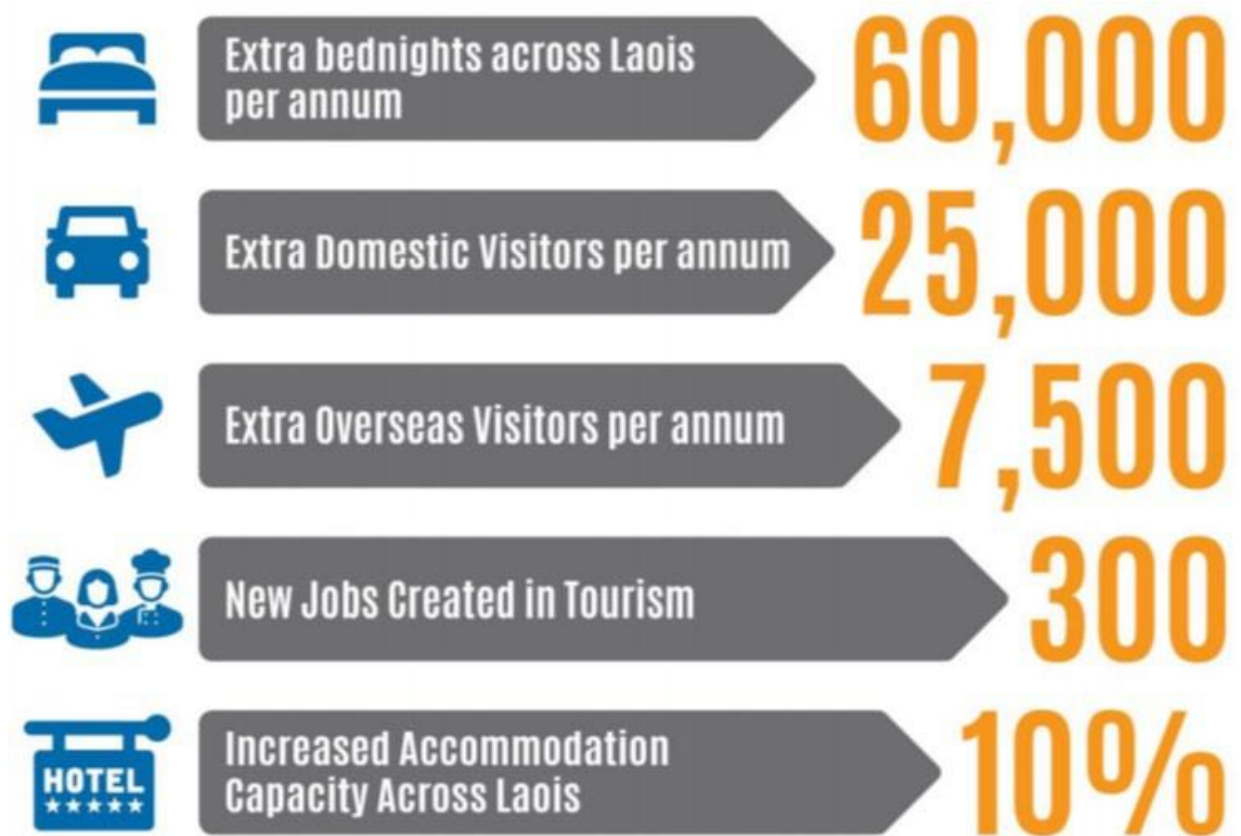 Extra bednights across Laois
per annum
60,000
Extra Domestic Visitors per annum
25,000
Extra Overseas Visitors per annum
7,500
New Jobs Created in Tourism
300
HOTEL
Increased Accommodation
Capacity Across Laois
10%